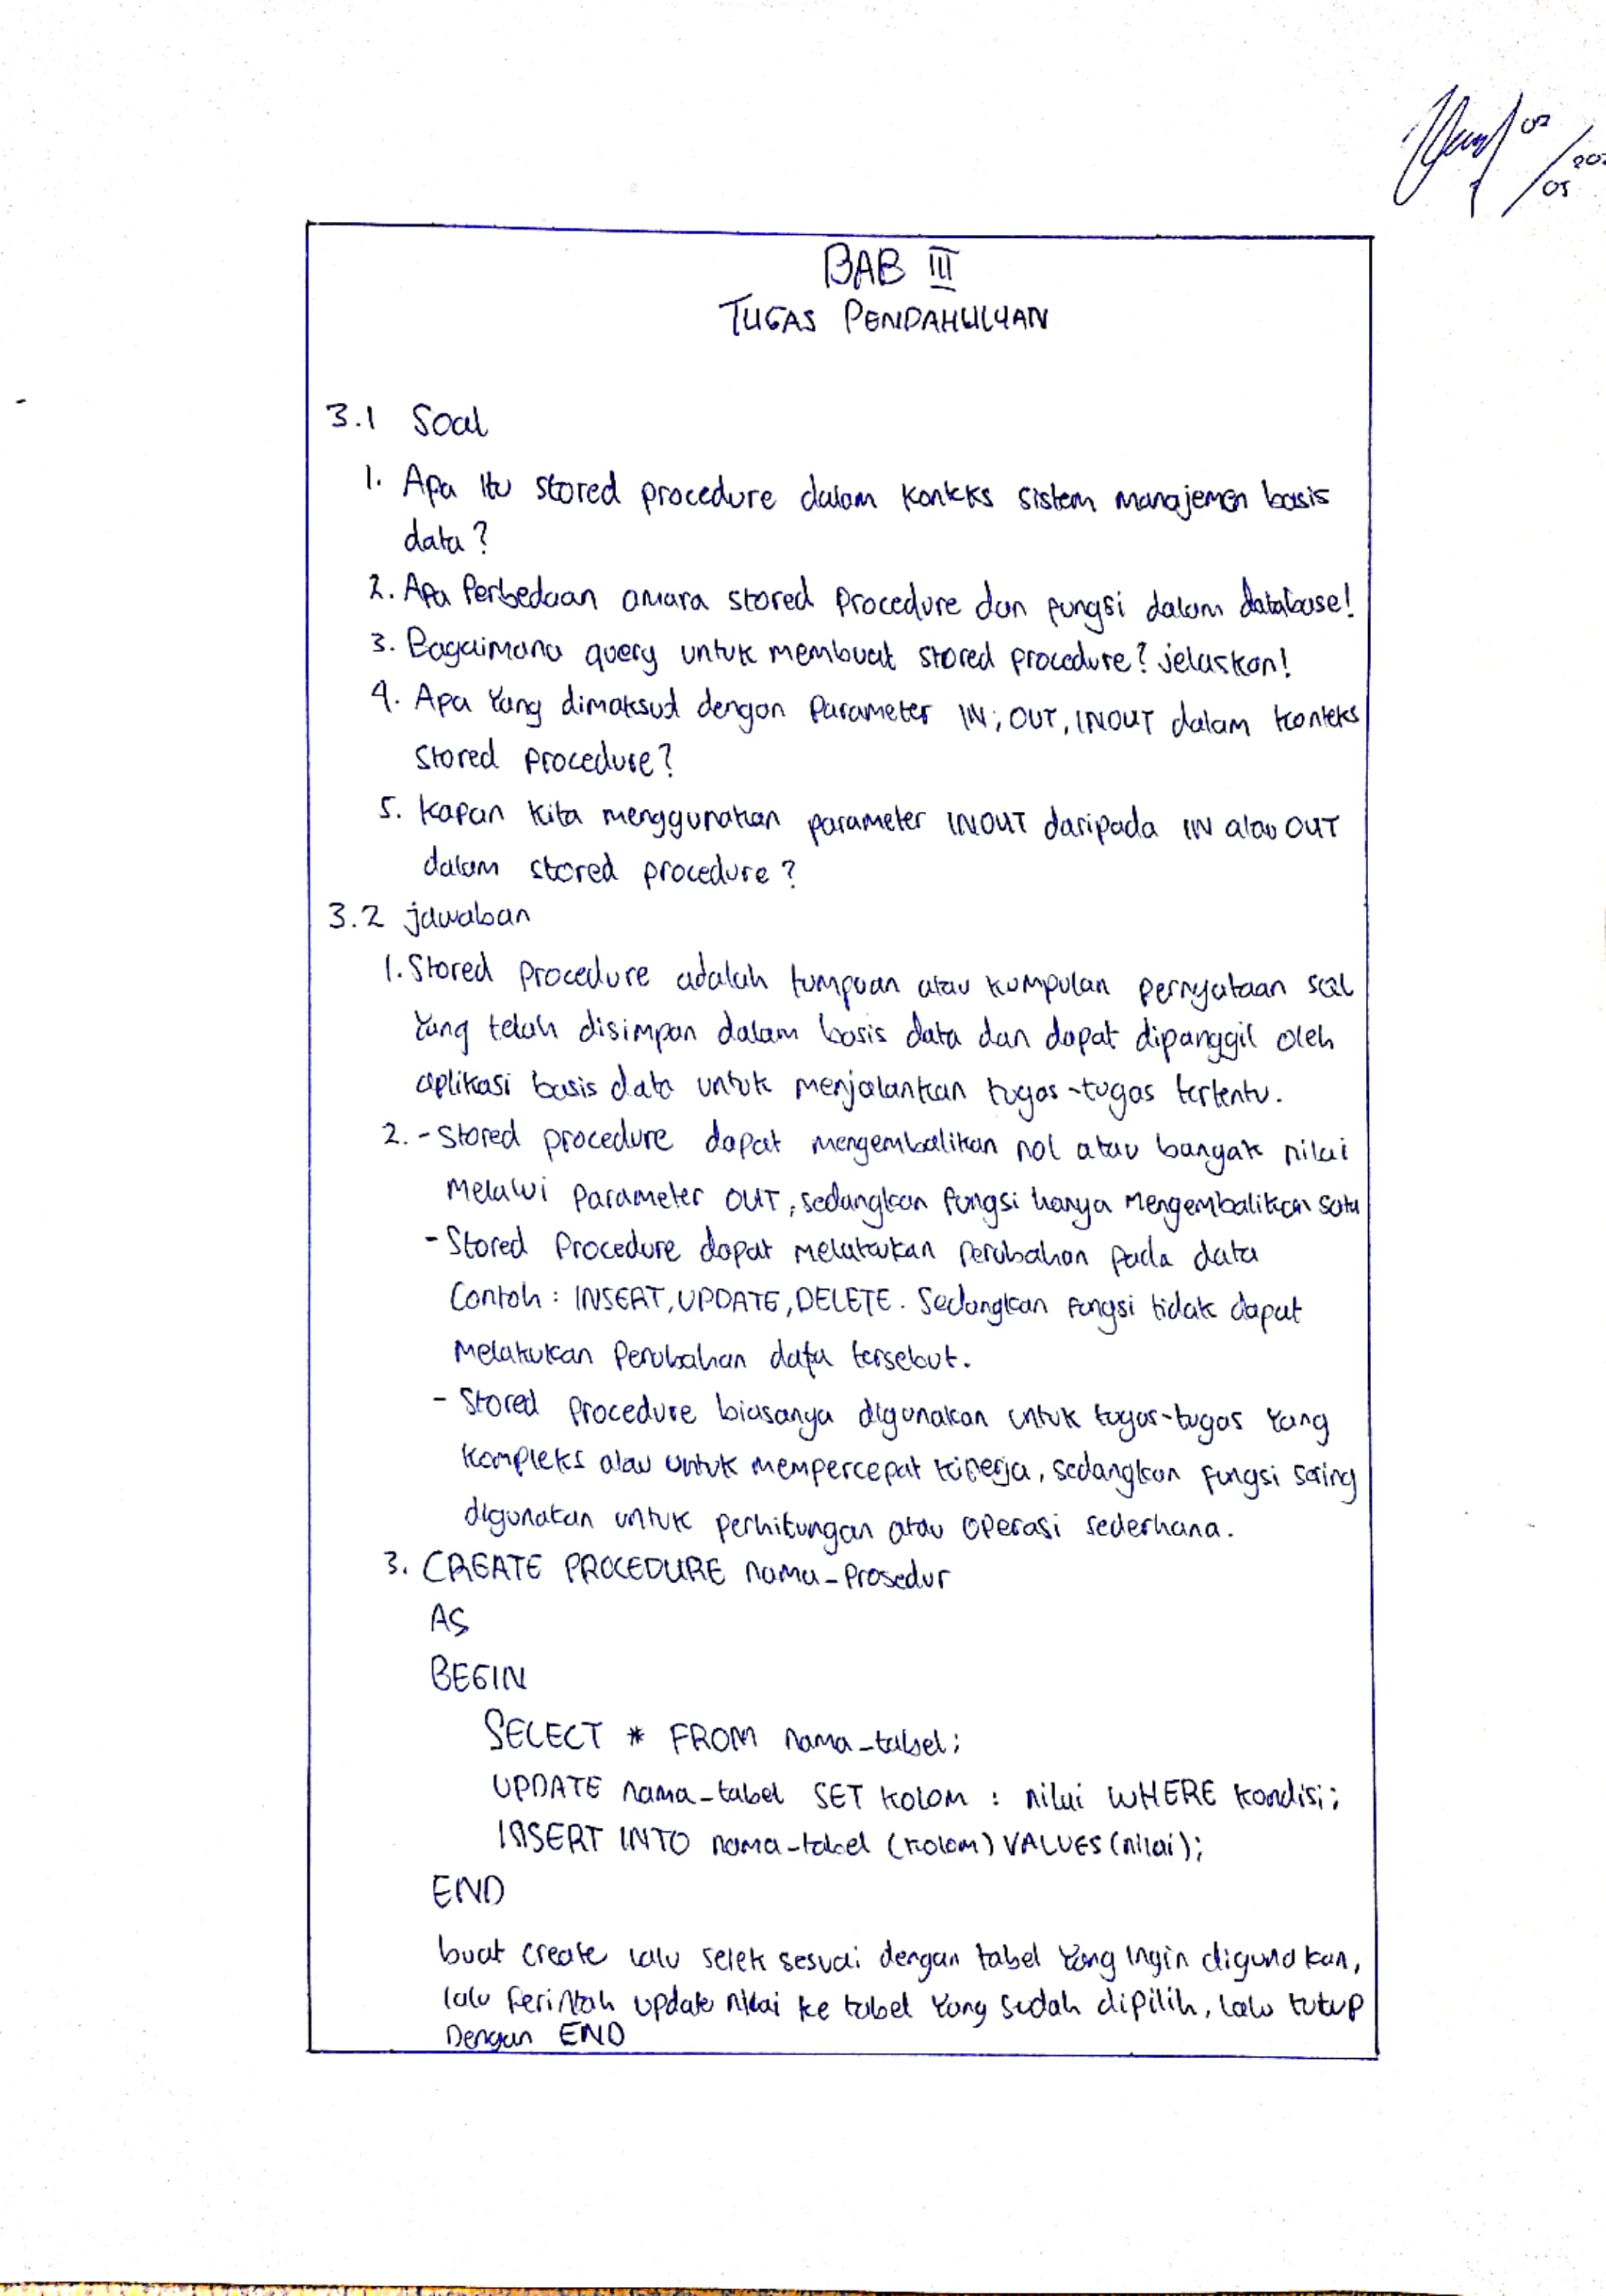 02
/05 202
BAB III
TUGAS PENDAHULUAN
3.1 Soal
1. Apa Itu stored procedure dalam konteks sistem manajemen basis
data?
2. Apa Perbedaan antara stored Procedure dan fungsi dalam database!
3. Bagaimana query untuk membuat stored procedure? jelaskan!
4. Apa Yang dimaksud dengan Parameter IN, OUT, INOUT dalam konteks
Stored Procedure?
5. Kapan Kita menggunakan parameter INOUT daripada IN atau OUT
dalam stored procedure?
3.2 jawaban
1. Stored Procedure adalah tumpuan atau kumpulan pernyataan SQL
Yang telah disimpan dalam basis data dan dapat dipanggil oleh
aplikasi basis data untuk menjalankan tugas-tugas tertentu.
2. - Stored procedure dapat mengembalikan nol atau banyak nilai
Melalui Parameter OUT, sedangkan fungsi hanya Mengembalikan satu
- Stored Procedure dapat Melakukan Perubahan pada data
Contoh : INSERT, UPDATE, DELETE. Sedangkan fungsi tidak dapat
Melakukan Perubahan data tersebut.
- Stored Procedure biasanya digunakan untuk tugas-tugas Yang
Kompleks atau untuk mempercepat kinerja, sedangkan fungsi sering
digunakan untuk perhitungan atau operasi sederhana.
3. CREATE PROCEDURE nama_Prosedur
AS
BEGIN
SELECT * FROM nama_tabel;
UPDATE nama_tabel SET kolom : nilai WHERE kondisi;
INSERT INTO nama_tabel (kolom) VALUES (nilai);
END
buat create lalu selek sesuai dengan tabel Yang Ingin digunakan,
lalu Perintah update nilai ke tabel Yang sudah dipilih, lalu tutup
Dengan END